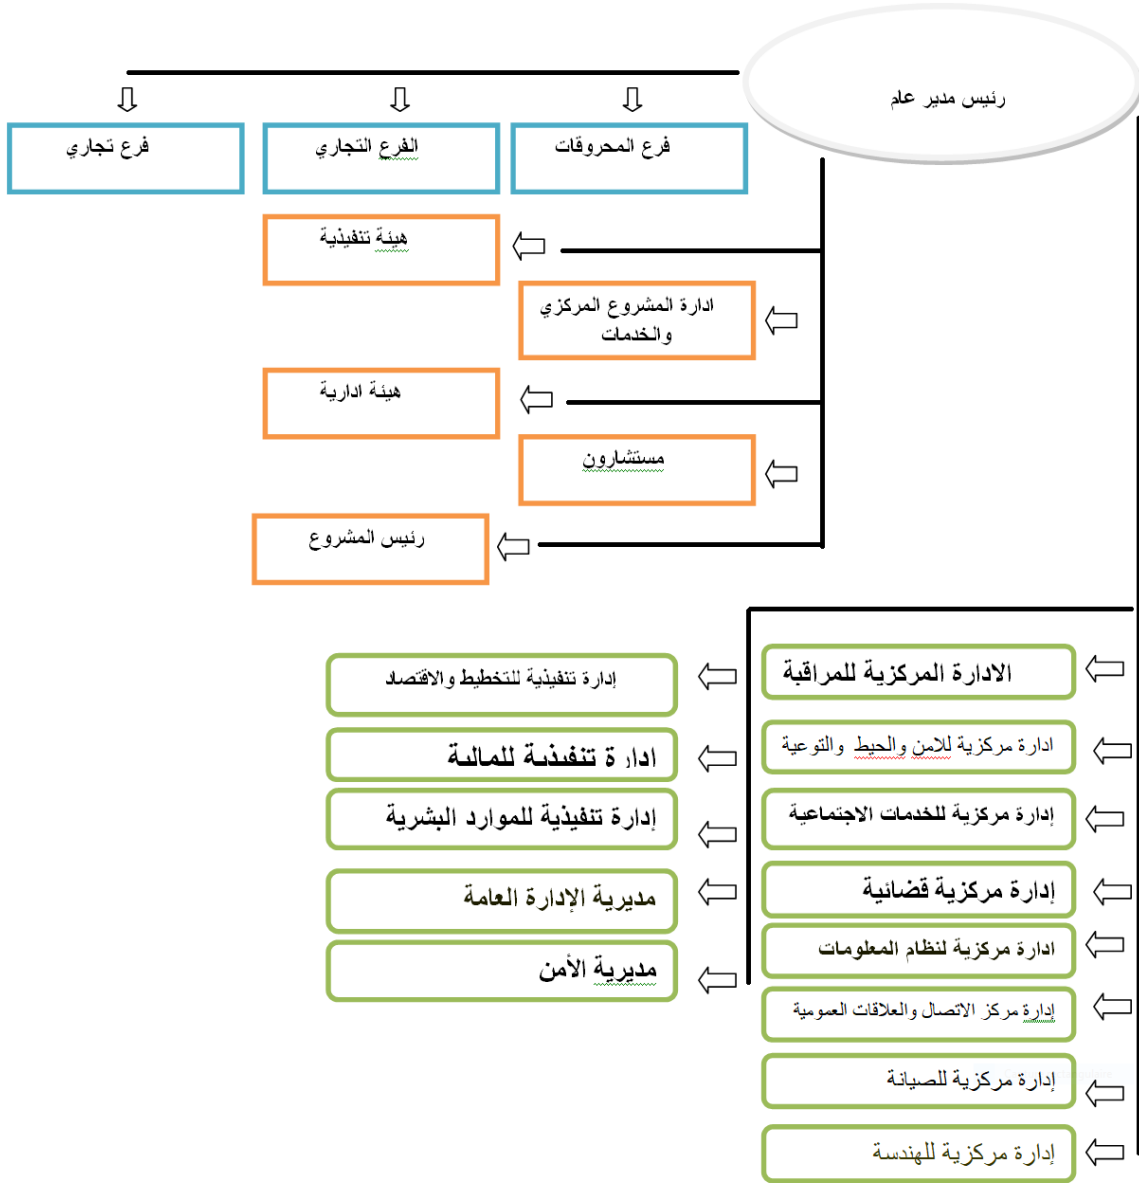 رئيس مدير عام
فرع المحروقات
الفرع التجاري
فرع تجاري
هيئة تنفيذية
ادارة المشروع المركزي
والخدمات
هيئة ادارية
مستشارون
رئيس المشروع
الادارة المركزية للمراقبة
ادارة مركزية للامن والحيط والتوعية
إدارة مركزية للخدمات الاجتماعية
إدارة مركزية قضائية
ادارة مركزية لنظام المعلومات
إدارة مركز الاتصال والعلاقات العمومية
إدارة مركزية للصيانة
إدارة مركزية للهندسة
إدارة تنفيذية للتخطيط والاقتصاد
ادارة تنفيذية للمالية
إدارة تنفيذية للموارد البشرية
مديرية الإدارة العامة
مديرية الأمن